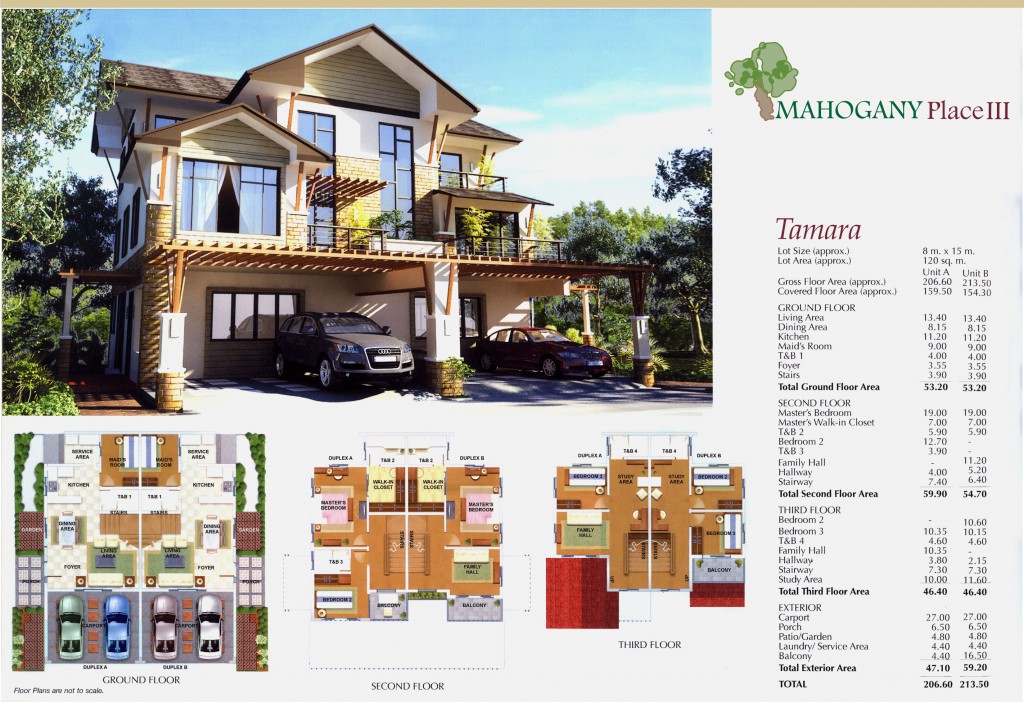 MAHOGANY Place III
Tamara
Lot Size (approx.) 8 m. x 15 m.
Lot Area (approx.) 120 sq. m.
Unit A Unit B
Gross Floor Area (approx.) 206.60 213.50
Covered Floor Area (approx.) 159.50 154.30
GROUND FLOOR
Living Area 13.40 13.40
Dining Area 8.15 8.15
Kitchen 11.20 11.20
Maid's Room 9.00 9.00
T&B 1 4.00 4.00
Foyer 3.55 3.55
Stairs 3.90 3.90
Total Ground Floor Area 53.20 53.20
SECOND FLOOR
Master's Bedroom 19.00 19.00
Master's Walk-in Closet 7.00 7.00
T&B 2 5.90 5.90
Bedroom 2 12.70 -
T&B 3 3.90 -
Family Hall - 11.20
Hallway 4.00 5.20
Stairway 7.40 6.40
Total Second Floor Area 59.90 54.70
THIRD FLOOR
Bedroom 2 - 10.60
Bedroom 3 10.35 10.15
T&B 4 4.60 4.60
Family Hall 10.35 -
Hallway 3.80 2.15
Stairway 7.30 7.30
Study Area 10.00 11.60
Total Third Floor Area 46.40 46.40
EXTERIOR
Carport 27.00 27.00
Porch 6.50 6.50
Patio/Garden 4.80 4.80
Laundry/ Service Area 4.40 4.40
Balcony 4.40 16.50
Total Exterior Area 47.10 59.20
TOTAL 206.60 213.50
SERVICE AREA
MAID'S ROOM
MAID'S ROOM
SERVICE AREA
KITCHEN
KITCHEN
T&B 1 T&B 1
STAIRS STAIRS
GARDEN
DINING AREA
DINING AREA
GARDEN
LIVING AREA
LIVING AREA
FOYER FOYER
PORCH PORCH
CARPORT CARPORT
DUPLEX A DUPLEX B
GROUND FLOOR
Floor Plans are not to scale.
DUPLEX A T&B 2 T&B 2 DUPLEX B
WALK-IN CLOSET
WALK-IN CLOSET
MASTER'S BEDROOM
MASTER'S BEDROOM
STAIRS STAIRS
T&B 3
FAMILY HALL
BEDROOM 2
BALCONY BALCONY
SECOND FLOOR
DUPLEX A T&B 4 T&B 4 DUPLEX B
BEDROOM 2
STUDY AREA
STUDY AREA
BEDROOM 2
FAMILY HALL
BEDROOM 3
STAIRS STAIRS
BALCONY
UP UP
THIRD FLOOR